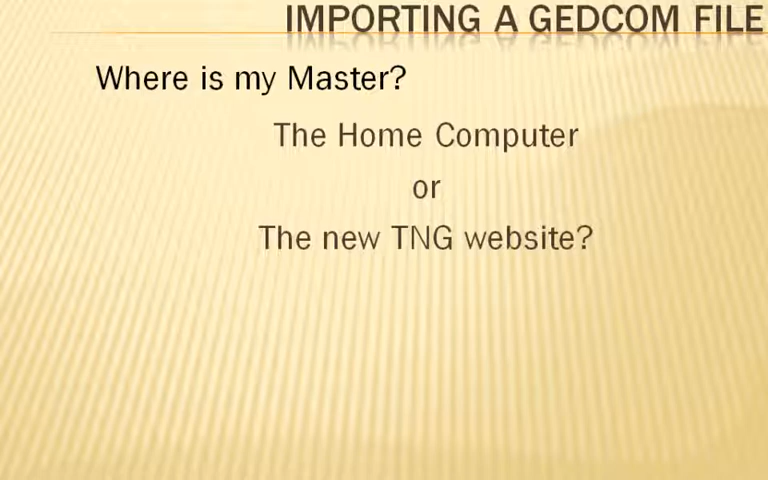 IMPORTING A GEDCOM FILE
Where is my Master?
The Home Computer
or
The new TNG website?